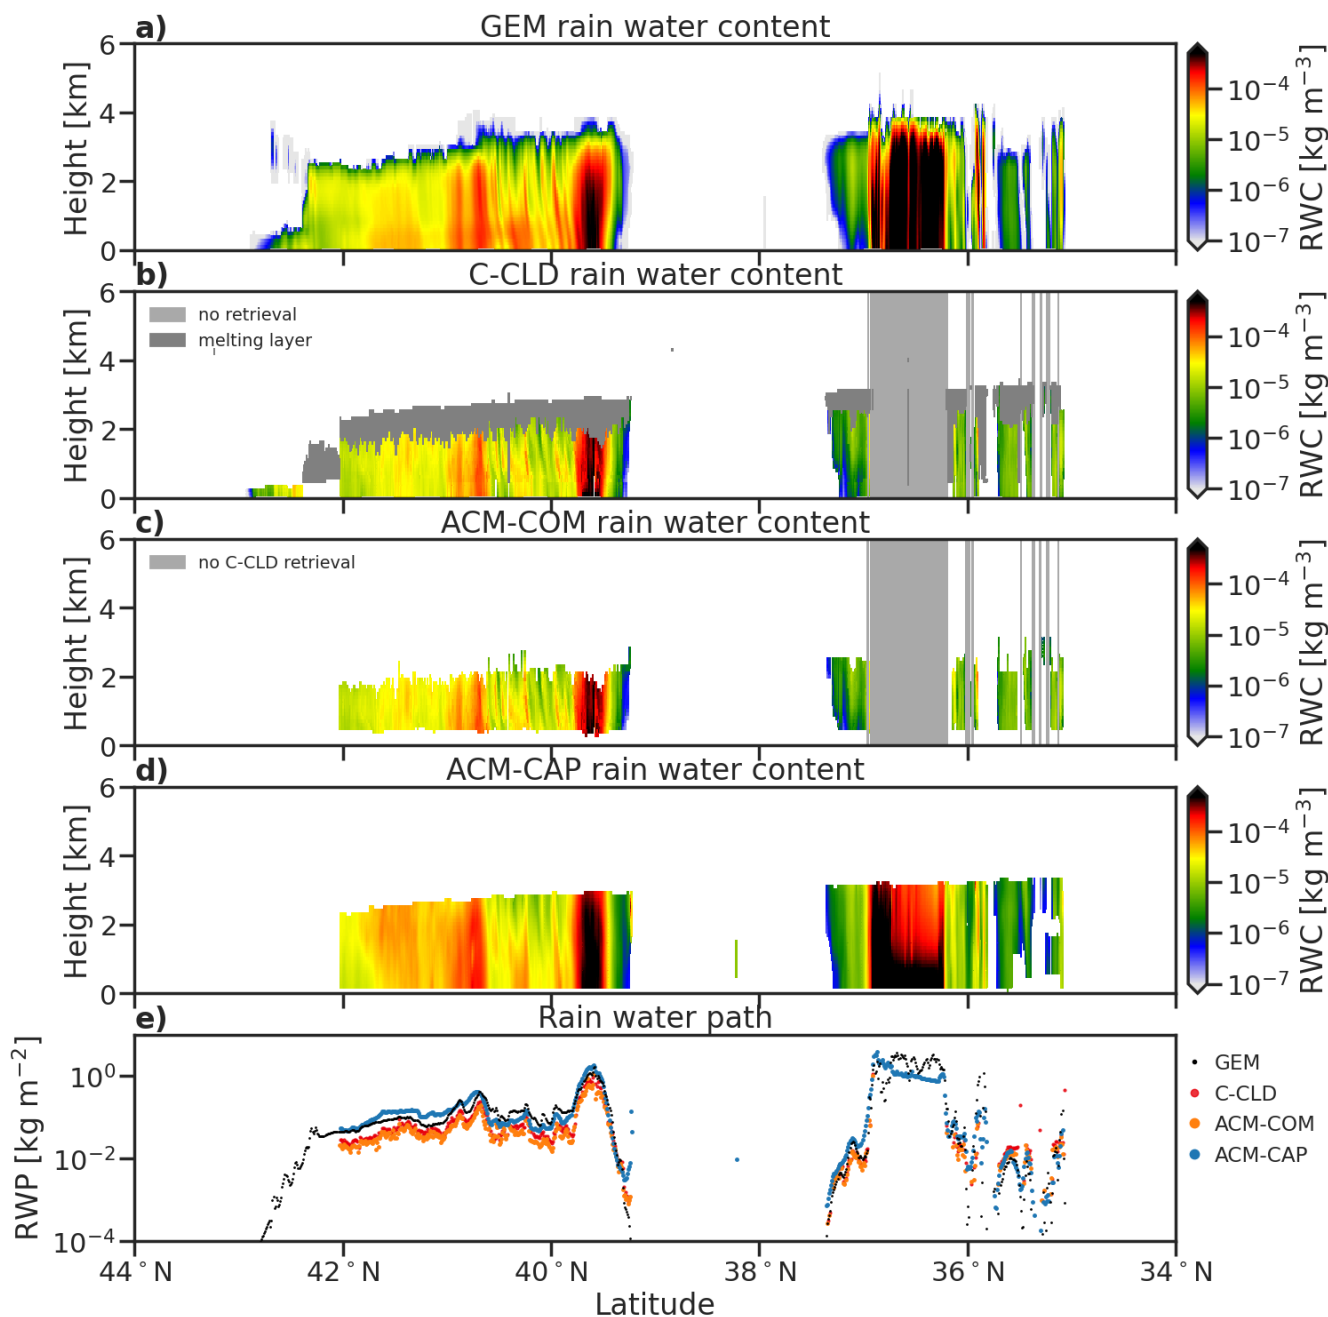 a) GEM rain water content
6
4
2
0
Height [km]
10⁻⁴
10⁻⁵
10⁻⁶
10⁻⁷
RWC [kg m⁻³]
b) C-CLD rain water content
no retrieval
melting layer
6
4
2
0
Height [km]
10⁻⁴
10⁻⁵
10⁻⁶
10⁻⁷
RWC [kg m⁻³]
c) ACM-COM rain water content
no C-CLD retrieval
6
4
2
0
Height [km]
10⁻⁴
10⁻⁵
10⁻⁶
10⁻⁷
RWC [kg m⁻³]
d) ACM-CAP rain water content
6
4
2
0
Height [km]
10⁻⁴
10⁻⁵
10⁻⁶
10⁻⁷
RWC [kg m⁻³]
e) Rain water path
10⁰
10⁻²
10⁻⁴
RWP [kg m⁻²]
GEM
C-CLD
ACM-COM
ACM-CAP
44°N 42°N 40°N 38°N 36°N 34°N
Latitude